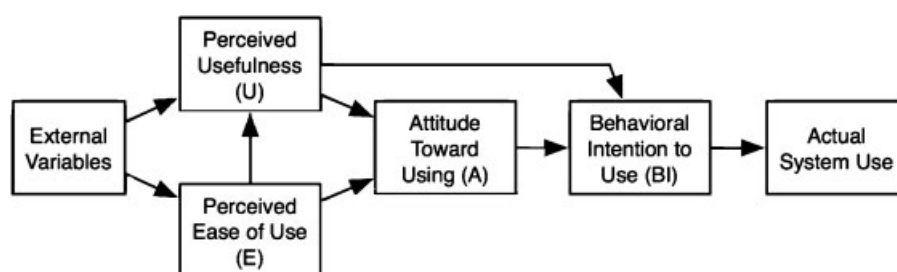 External
Variables
Perceived
Usefulness
(U)
Perceived
Ease of Use
(E)
Attitude
Toward
Using (A)
Behavioral
Intention to
Use (BI)
Actual
System Use